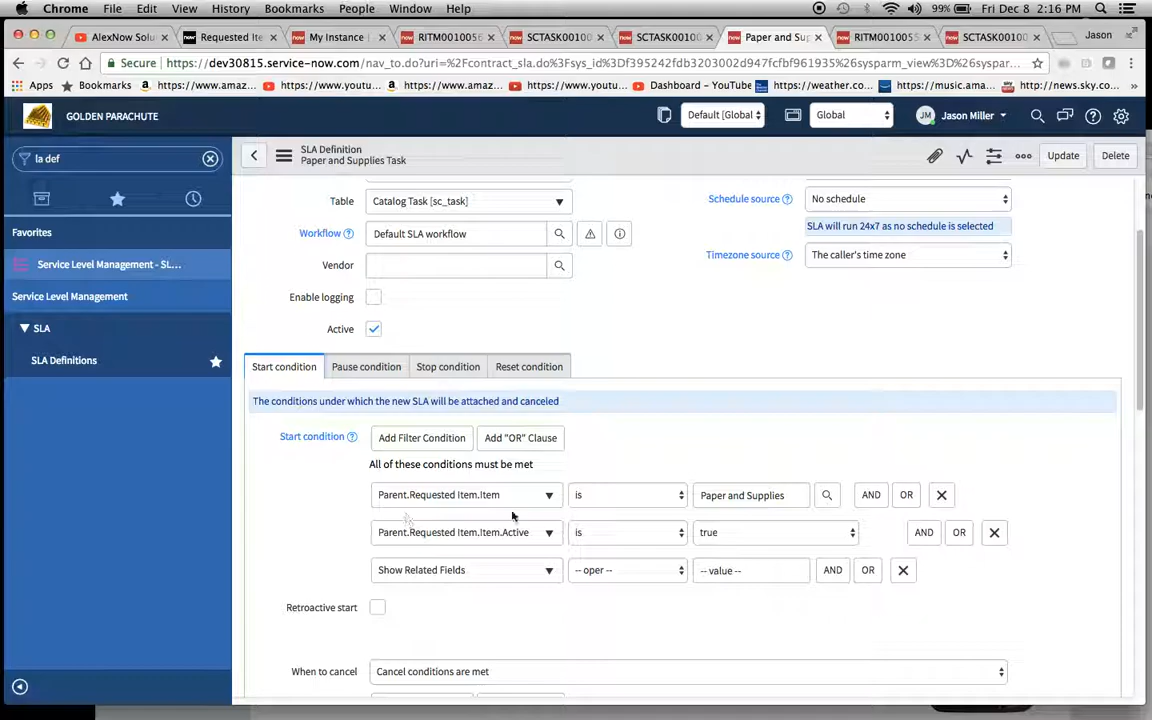 Chrome File Edit View History Bookmarks People Window Help 99% Fri Dec 8 2:16 PM
AlexNow Solu Requested Ite My Instance RITM0010055 SCTASK00100 SCTASK00100 Paper and Sup RITM0010055 SCTASK00100 Jason
Secure https://dev30815.service-now.com/nav_to.do?uri=%2Fcontract_sla.do%3Fsys_id%3Df395242fdb3203002d947cfcbf961935%26sysparm_view%3D%26syspar...
Apps Bookmarks https://www.amaz... https://www.youtu... https://www.amaz... https://www.youtu... Dashboard - YouTube https://weather.co... https://music.amaz... http://news.sky.co...
GOLDEN PARACHUTE Default [Global Global JM Jason Miller
la def
SLA Definition
Paper and Supplies Task
Update Delete
Favorites
Service Level Management - SL...
Service Level Management
SLA
SLA Definitions
Table Catalog Task [sc_task] Schedule source No schedule
SLA will run 24x7 as no schedule is selected
Workflow Default SLA workflow
Timezone source The caller's time zone
Vendor
Enable logging
Active
Start condition Pause condition Stop condition Reset condition
The conditions under which the new SLA will be attached and canceled
Start condition Add Filter Condition Add "OR" Clause
All of these conditions must be met
Parent.Requested Item.Item is Paper and Supplies AND OR
Parent.Requested Item.Item.Active is true AND OR
Show Related Fields -- oper -- -- value -- AND OR
Retroactive start
When to cancel Cancel conditions are met